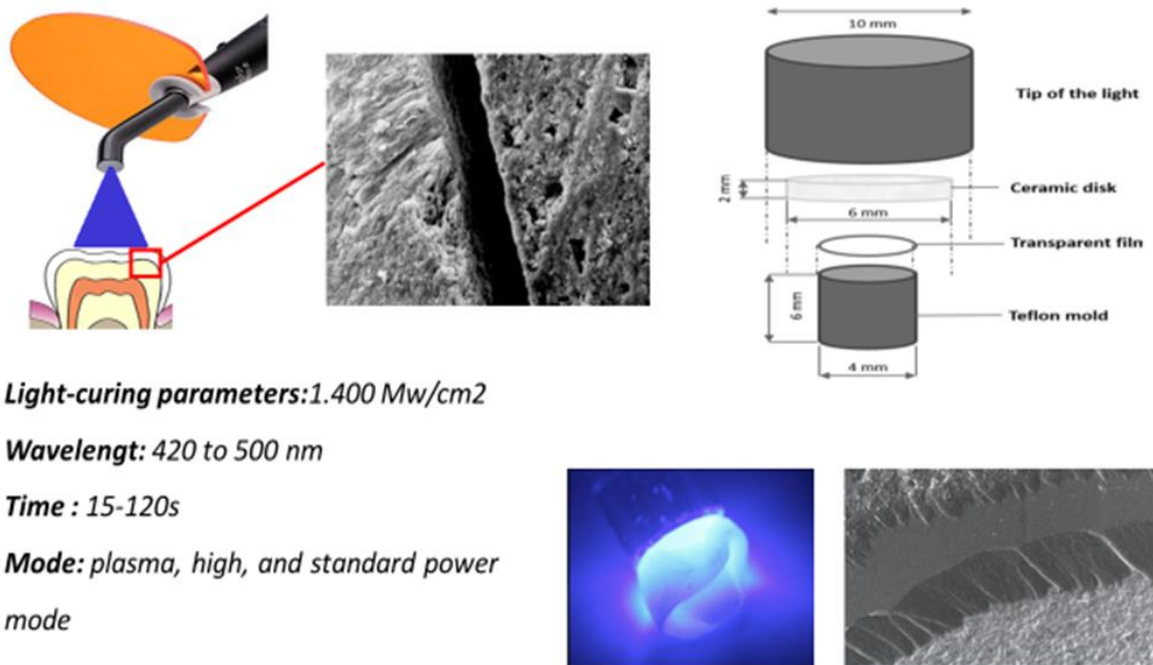 10 mm
Tip of the light
2 mm
Ceramic disk
6 mm
Transparent filn
6 mm
Teflon mold
4 mm
Light-curing parameters:1.400 Mw/cm2
Wavelengt: 420 to 500 nm
Time : 15-120s
Mode: plasma, high, and standard power
mode